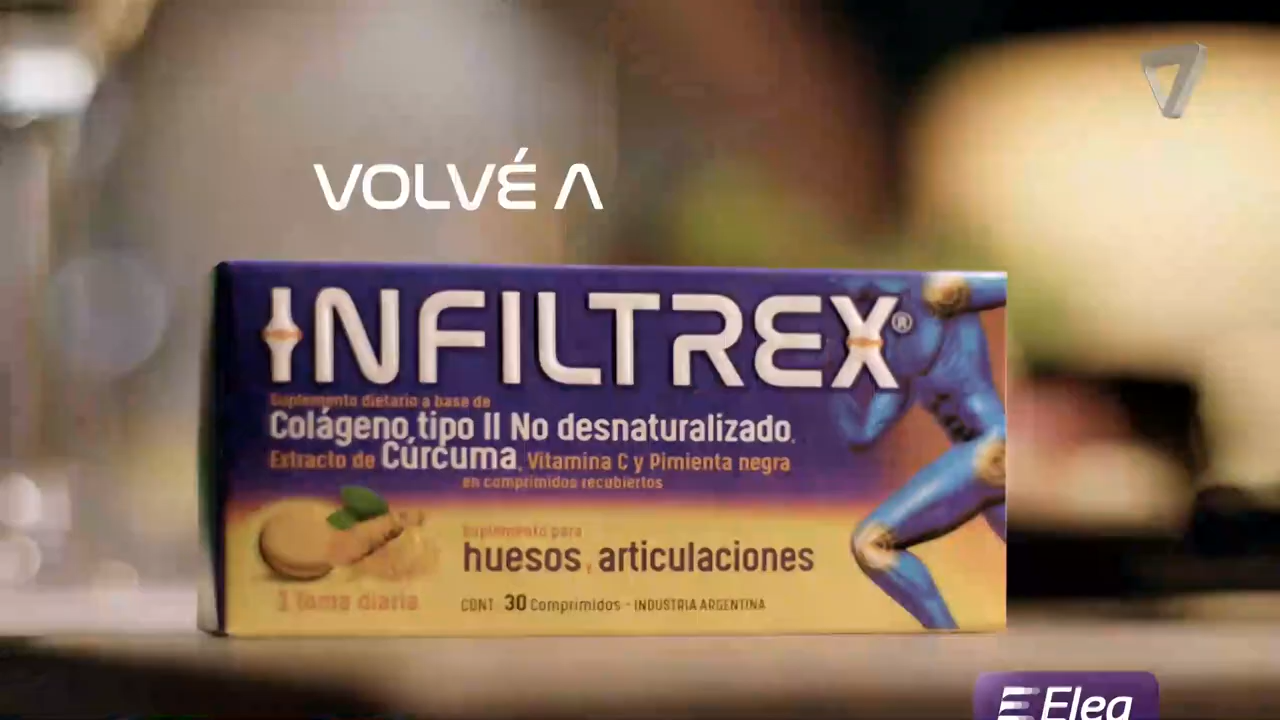 VOLVÉ A
INFILTREX®
Suplemento dietario a base de
Colágeno tipo II No desnaturalizado,
Extracto de Cúrcuma, Vitamina C y Pimienta negra
en comprimidos recubiertos
Suplemento para
huesos y articulaciones
1 toma diaria
CONT. 30 Comprimidos - INDUSTRIA ARGENTINA
Elea